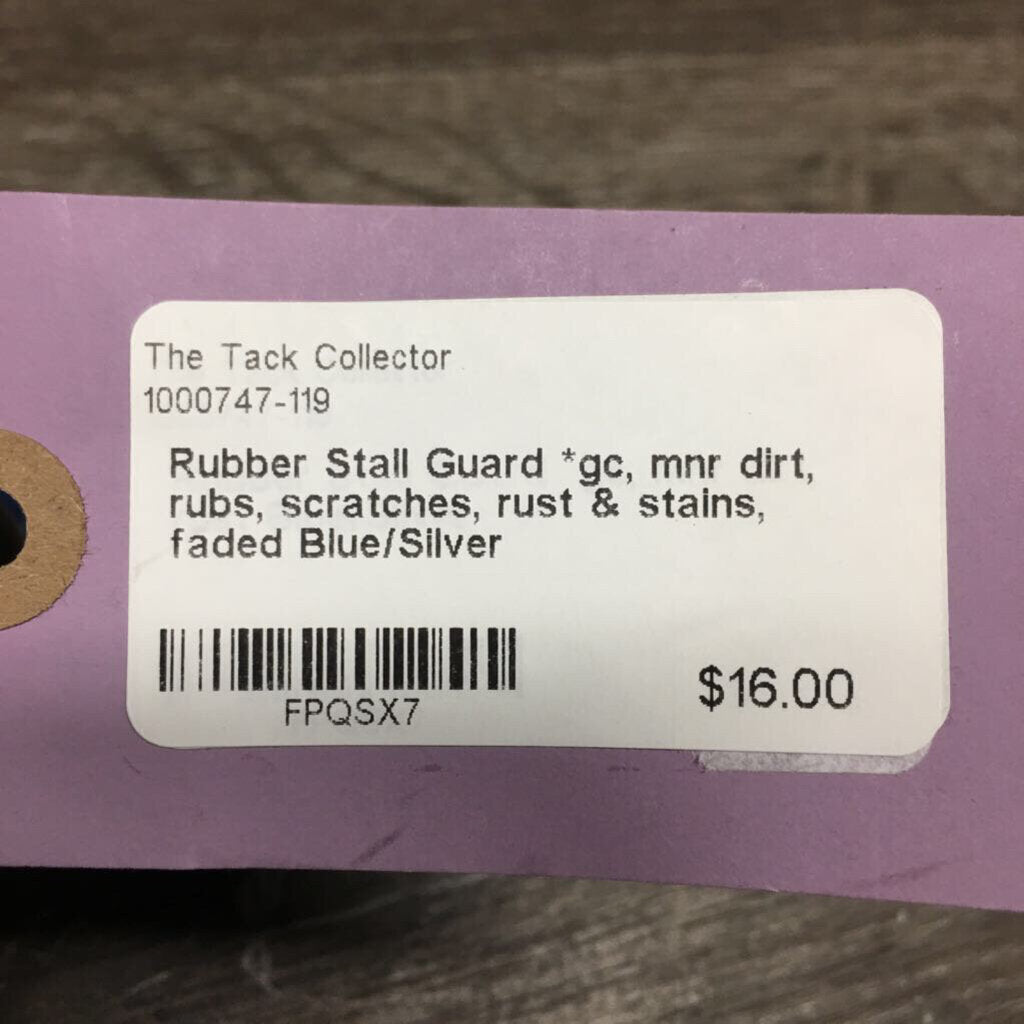 The Tack Collector
1000747-119
Rubber Stall Guard *gc, mnr dirt,
rubs, scratches, rust & stains,
faded Blue/Silver
FPQSX7
$16.00